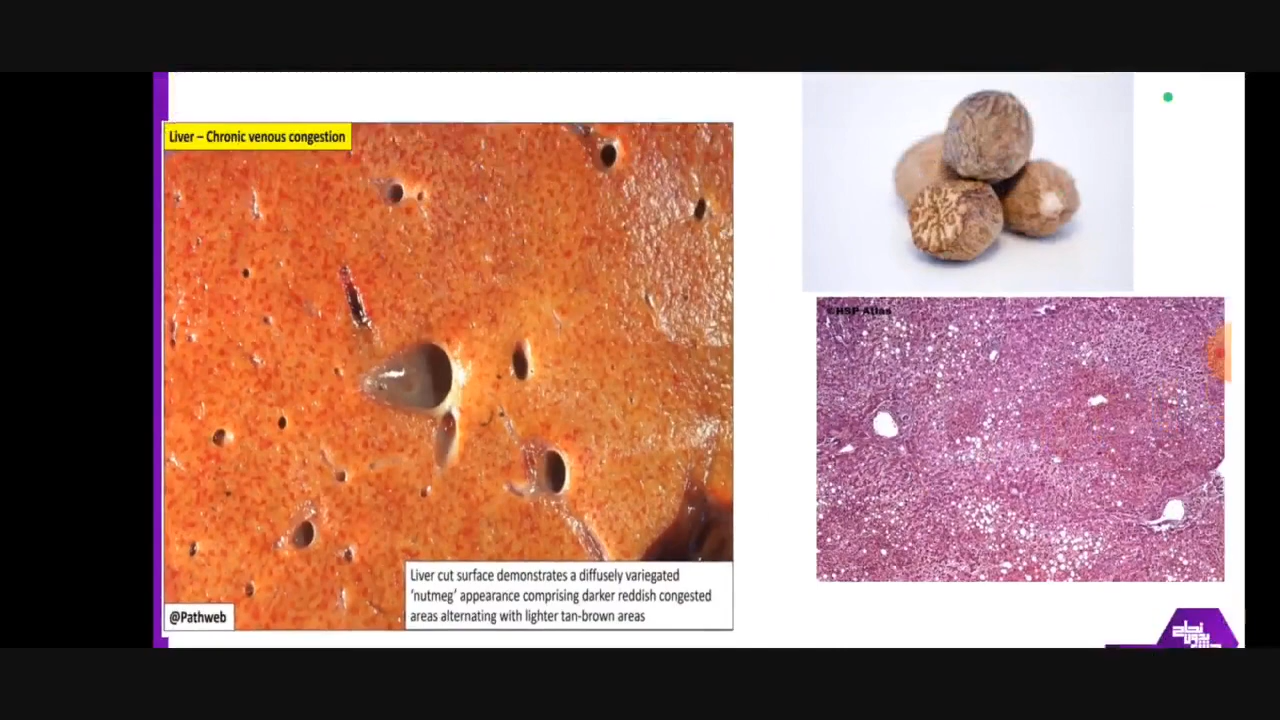 Liver – Chronic venous congestion
Liver cut surface demonstrates a diffusely variegated
‘nutmeg’ appearance comprising darker reddish congested
areas alternating with lighter tan-brown areas
@Pathweb
©HSP Atlas